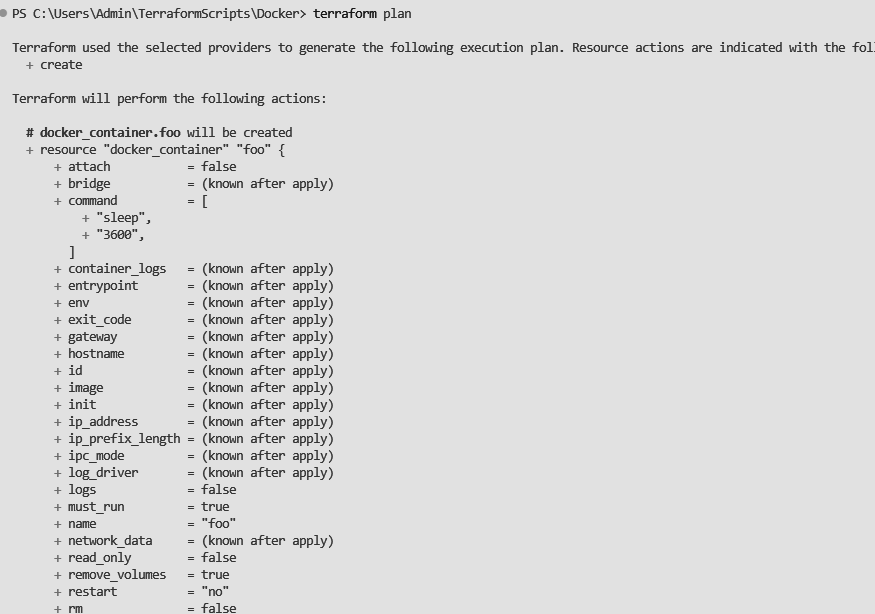 PS C:\Users\Admin\TerraformScripts\Docker> terraform plan
Terraform used the selected providers to generate the following execution plan. Resource actions are indicated with the
+ create
Terraform will perform the following actions:
# docker_container.foo will be created
+ resource "docker_container" "foo" {
+ attach = false
+ bridge = (known after apply)
+ command = [
+ "sleep",
+ "3600",
]
+ container_logs = (known after apply)
+ entrypoint = (known after apply)
+ env = (known after apply)
+ exit_code = (known after apply)
+ gateway = (known after apply)
+ hostname = (known after apply)
+ id = (known after apply)
+ image = (known after apply)
+ init = (known after apply)
+ ip_address = (known after apply)
+ ip_prefix_length = (known after apply)
+ ipc_mode = (known after apply)
+ log_driver = (known after apply)
+ logs = false
+ must_run = true
+ name = "foo"
+ network_data = (known after apply)
+ read_only = false
+ remove_volumes = true
+ restart = "no"
+ rm = false